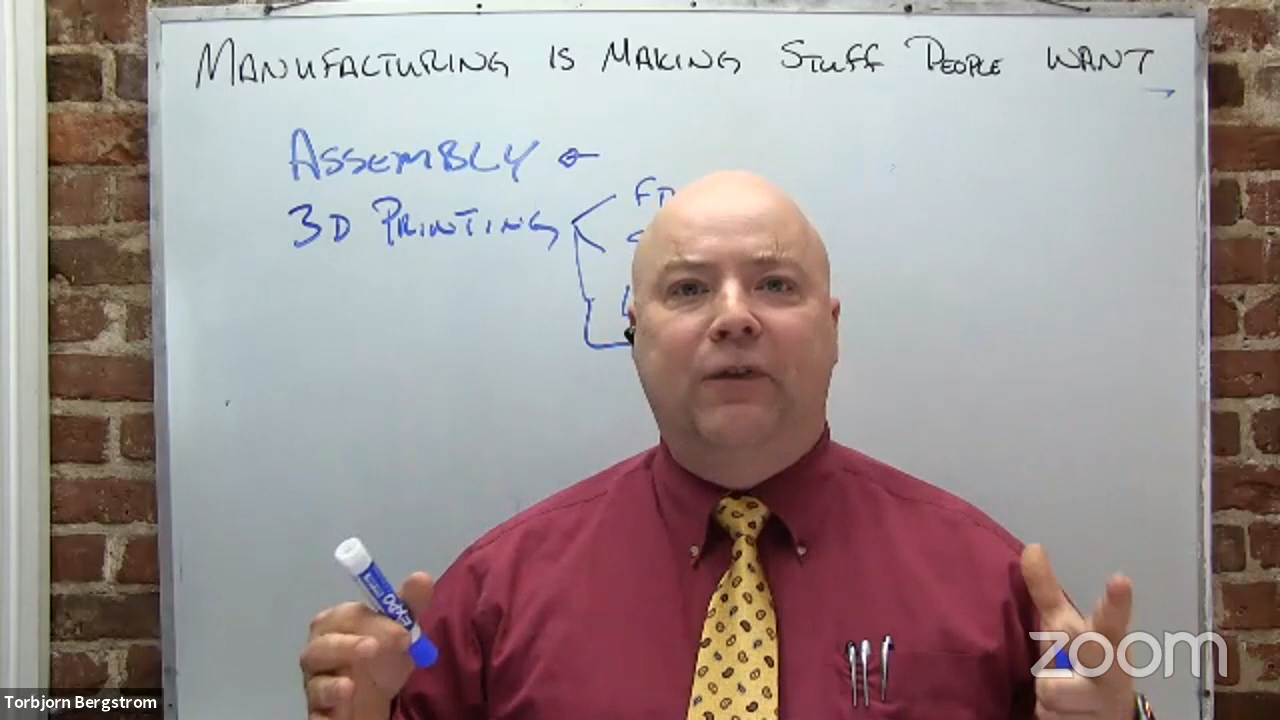 MANUFACTURING IS MAKING STUFF PEOPLE WANT
ASSEMBLY
3D PRINTING
EXPO
zoom
Torbjorn Bergstrom